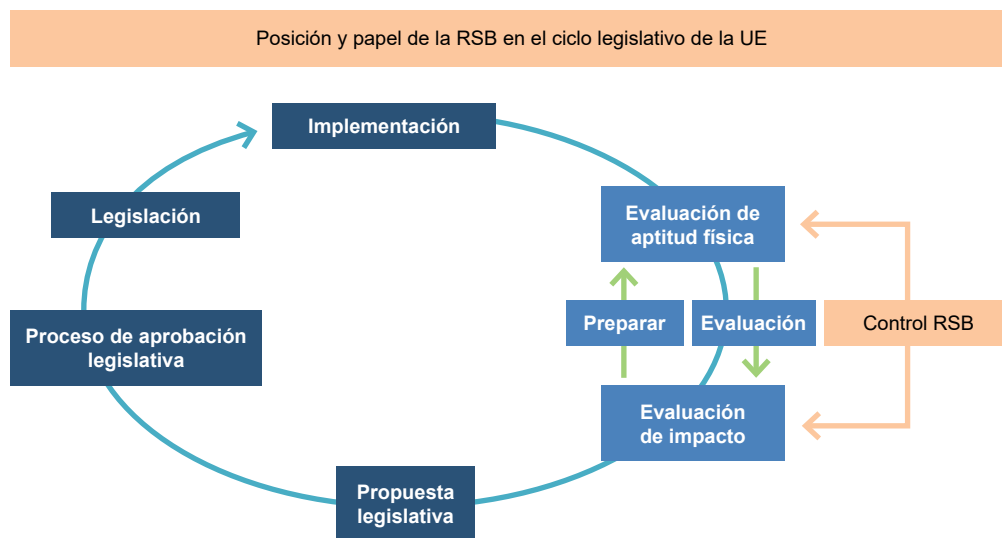 Posición y papel de la RSB en el ciclo legislativo de la UE
Implementación
Legislación
Evaluación de
aptitud física
Preparar
Evaluación
Control RSB
Proceso de aprobación
legislativa
Evaluación
de impacto
Propuesta
legislativa